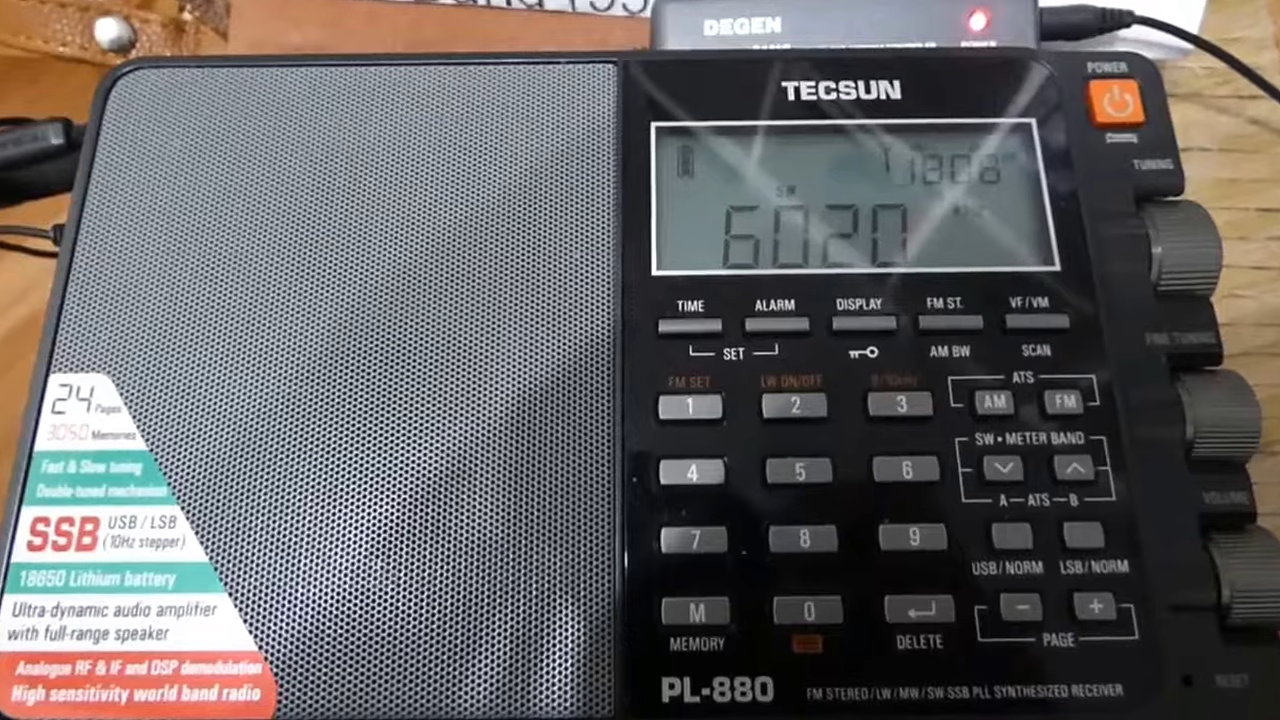 DEGEN
TECSUN
POWER
TUNING
SW
6020
TIME ALARM DISPLAY FM ST. VF/VM
SET AM BW SCAN
FM SET LW ON/OFF
ATS
1 2 3 AM FM
SW • METER BAND
4 5 6
A—ATS—B
7 8 9
USB/NORM LSB/NORM
M 0 − +
MEMORY DELETE PAGE
PL-880 FM STEREO/LW/MW/SW-SSB PLL SYNTHESIZED RECEIVER
FINE TUNING
VOLUME
RESET
24 Pages
3050 Memories
Fast & Slow tuning
Double-tuned mechanism
SSB USB / LSB
(10Hz stepper)
18650 Lithium battery
Ultra-dynamic audio amplifier
with full-range speaker
Analogue RF & IF and DSP demodulation
High sensitivity world band radio